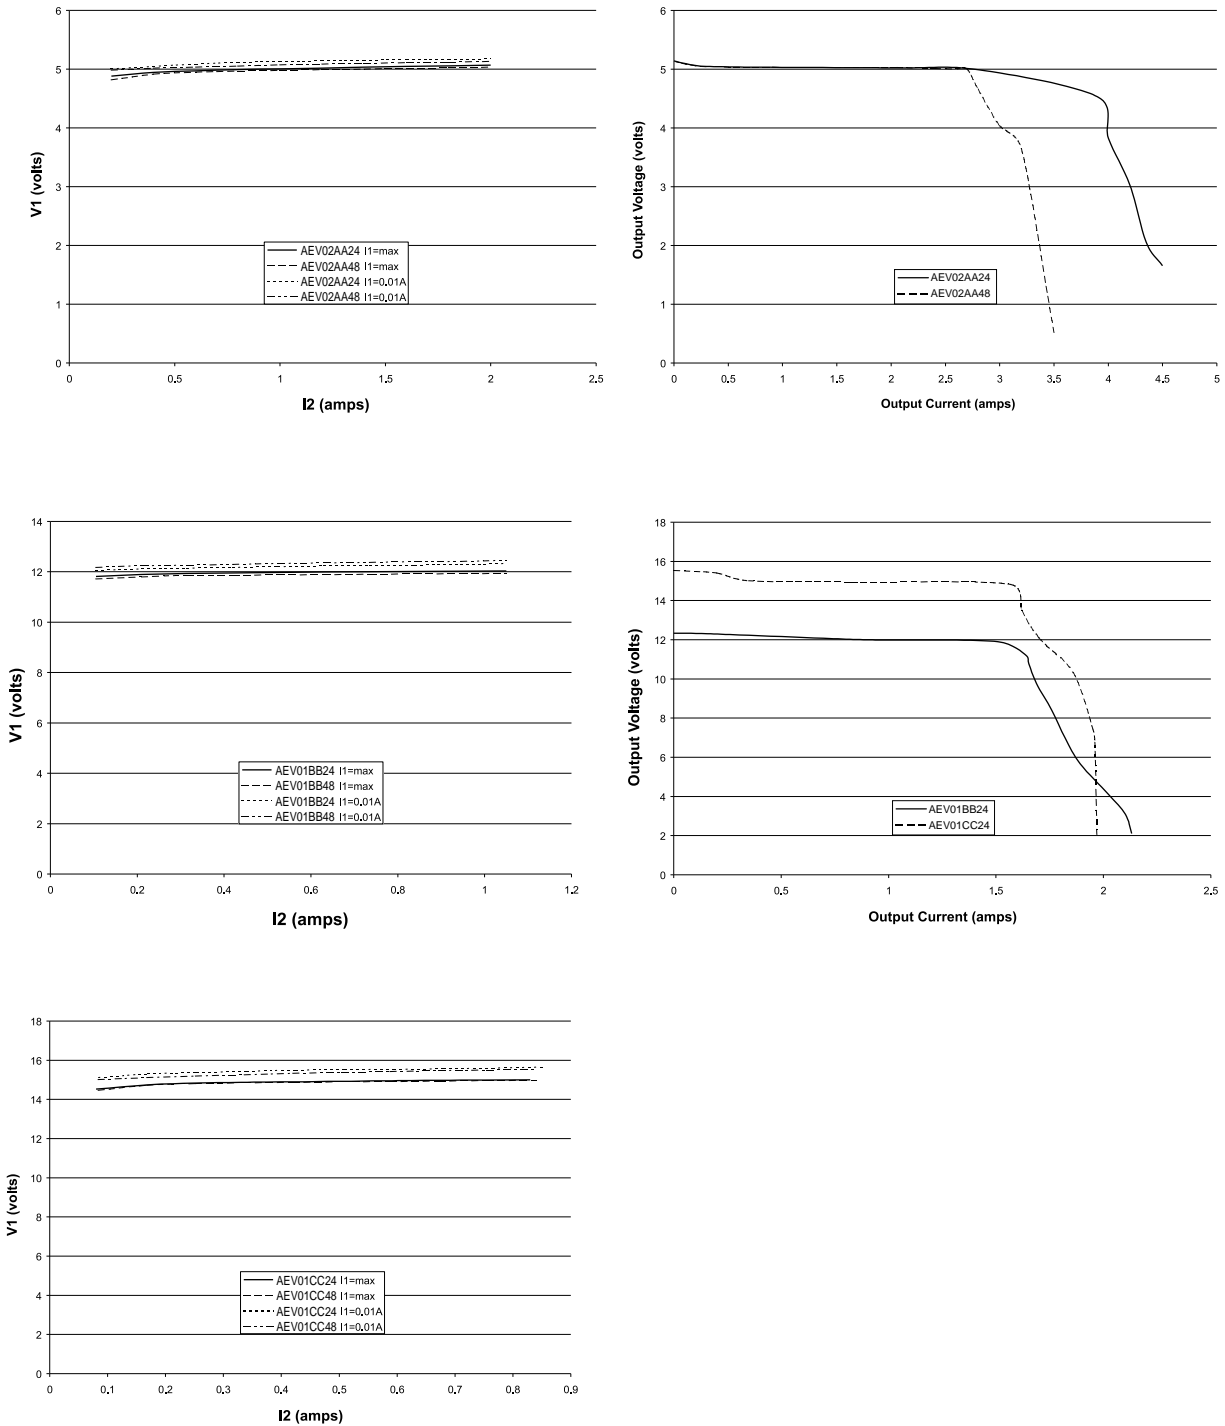 6
5
4
3
2
1
0
V1 (volts)
AEV02AA24 I1=max
AEV02AA48 I1=max
AEV02AA24 I1=0.01A
AEV02AA48 I1=0.01A
0 0.5 1 1.5 2 2.5
I2 (amps)
6
5
4
3
2
1
0
Output Voltage (volts)
AEV02AA24
AEV02AA48
0 0.5 1 1.5 2 2.5 3 3.5 4 4.5 5
Output Current (amps)
14
12
10
8
6
4
2
0
V1 (volts)
AEV01BB24 I1=max
AEV01BB48 I1=max
AEV01BB24 I1=0.01A
AEV01BB48 I1=0.01A
0 0.2 0.4 0.6 0.8 1 1.2
I2 (amps)
18
16
14
12
10
8
6
4
2
0
Output Voltage (volts)
AEV01BB24
AEV01CC24
0 0.5 1 1.5 2 2.5
Output Current (amps)
18
16
14
12
10
8
6
4
2
0
V1 (volts)
AEV01CC24 I1=max
AEV01CC48 I1=max
AEV01CC24 I1=0.01A
AEV01CC48 I1=0.01A
0 0.1 0.2 0.3 0.4 0.5 0.6 0.7 0.8 0.9
I2 (amps)